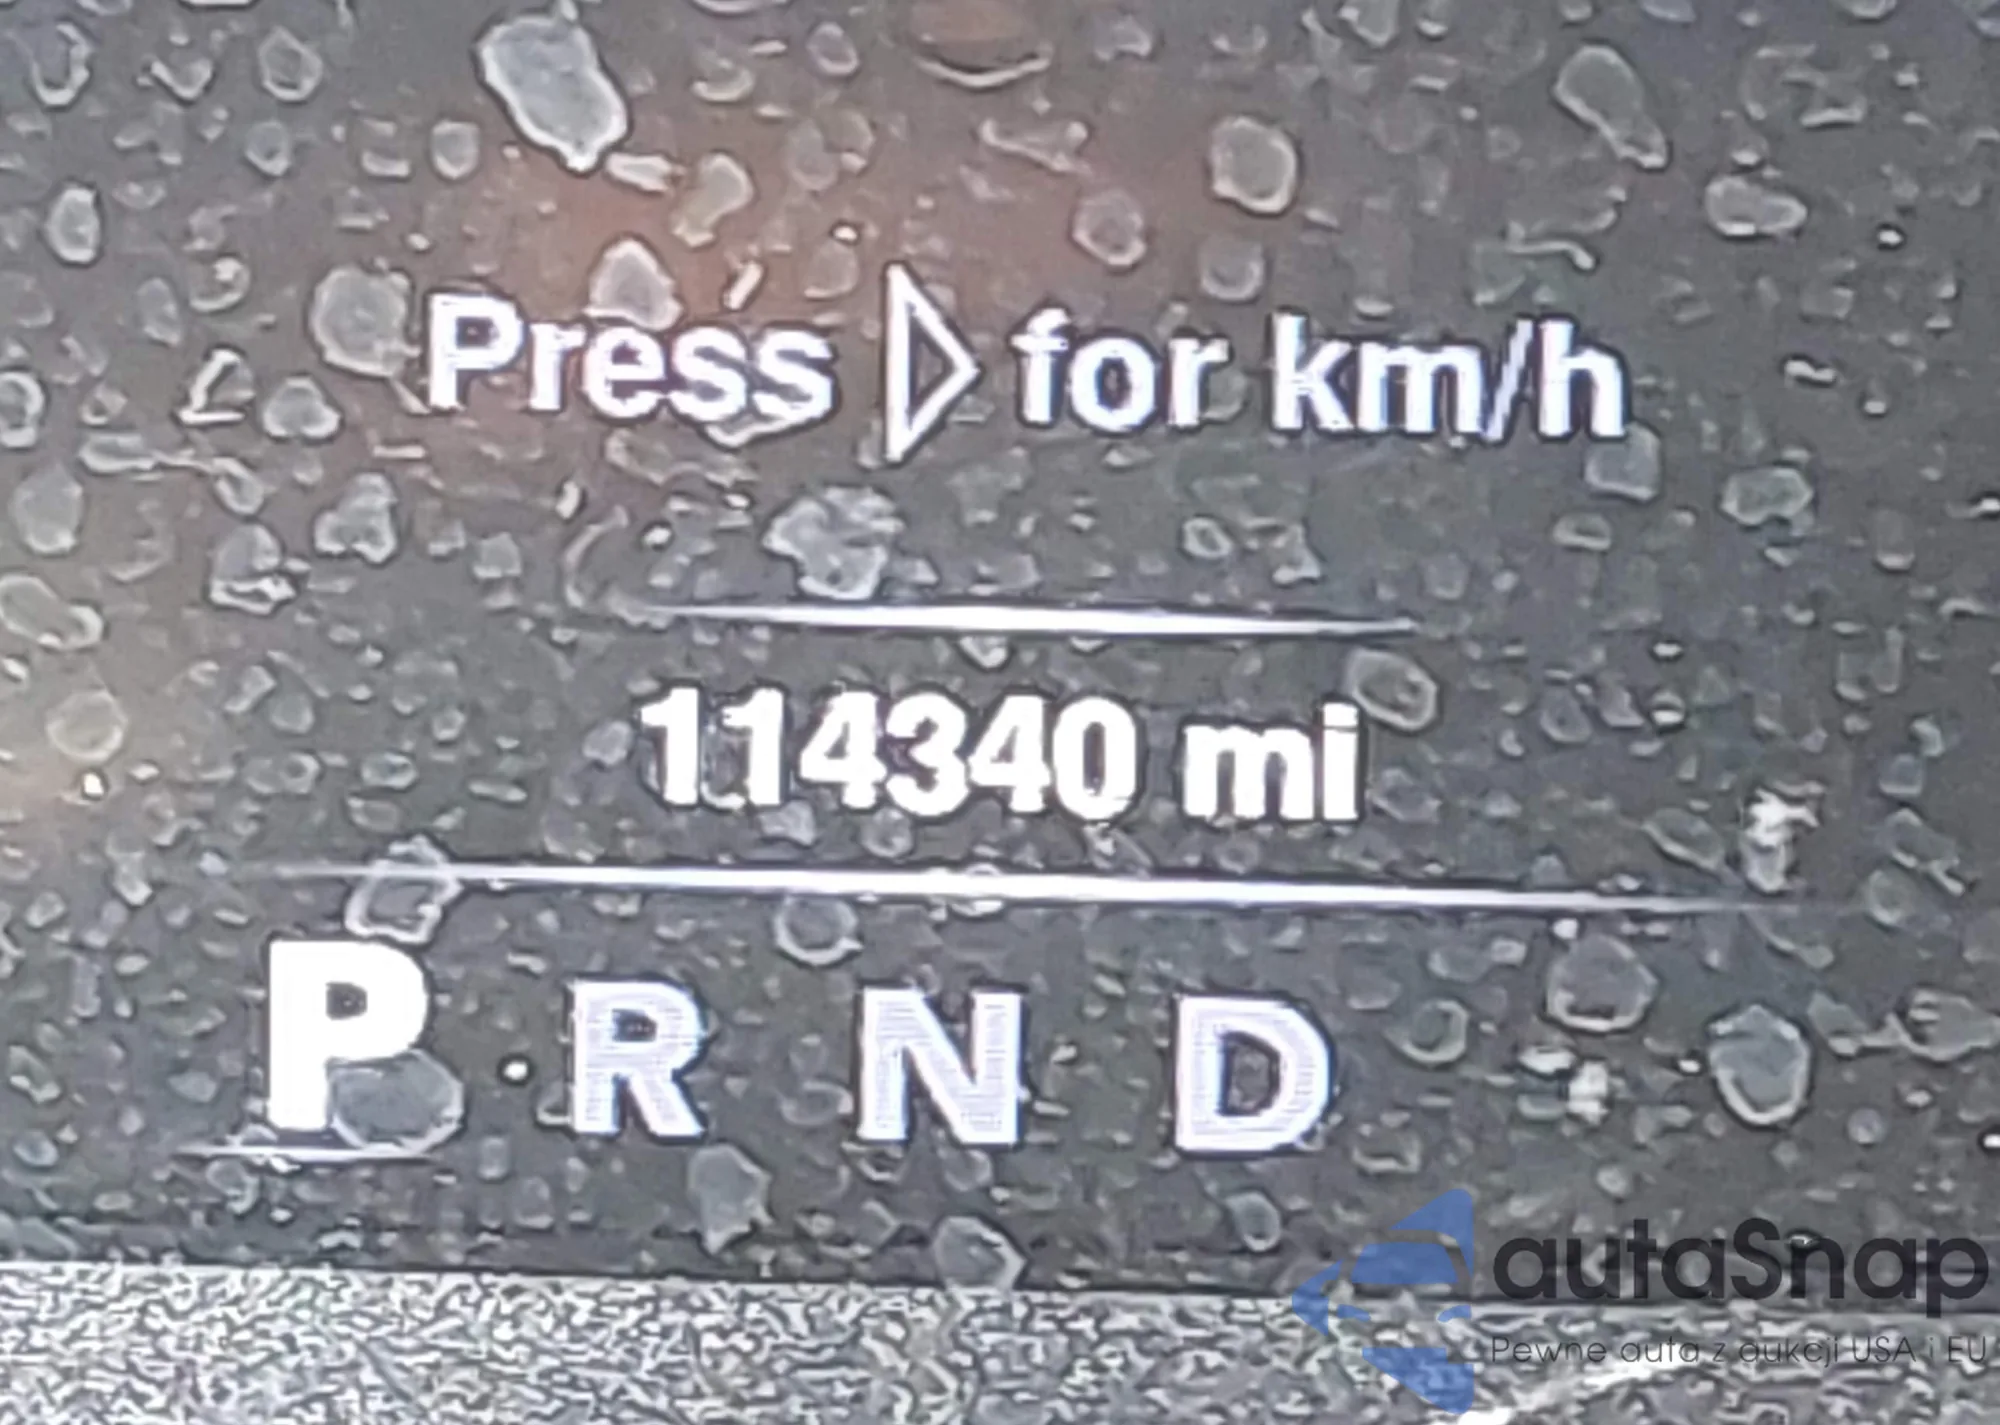 Press ▷ for km/h
114340 mi
P R N D
autaSnap
Pewne auta z aukcji USA i EU